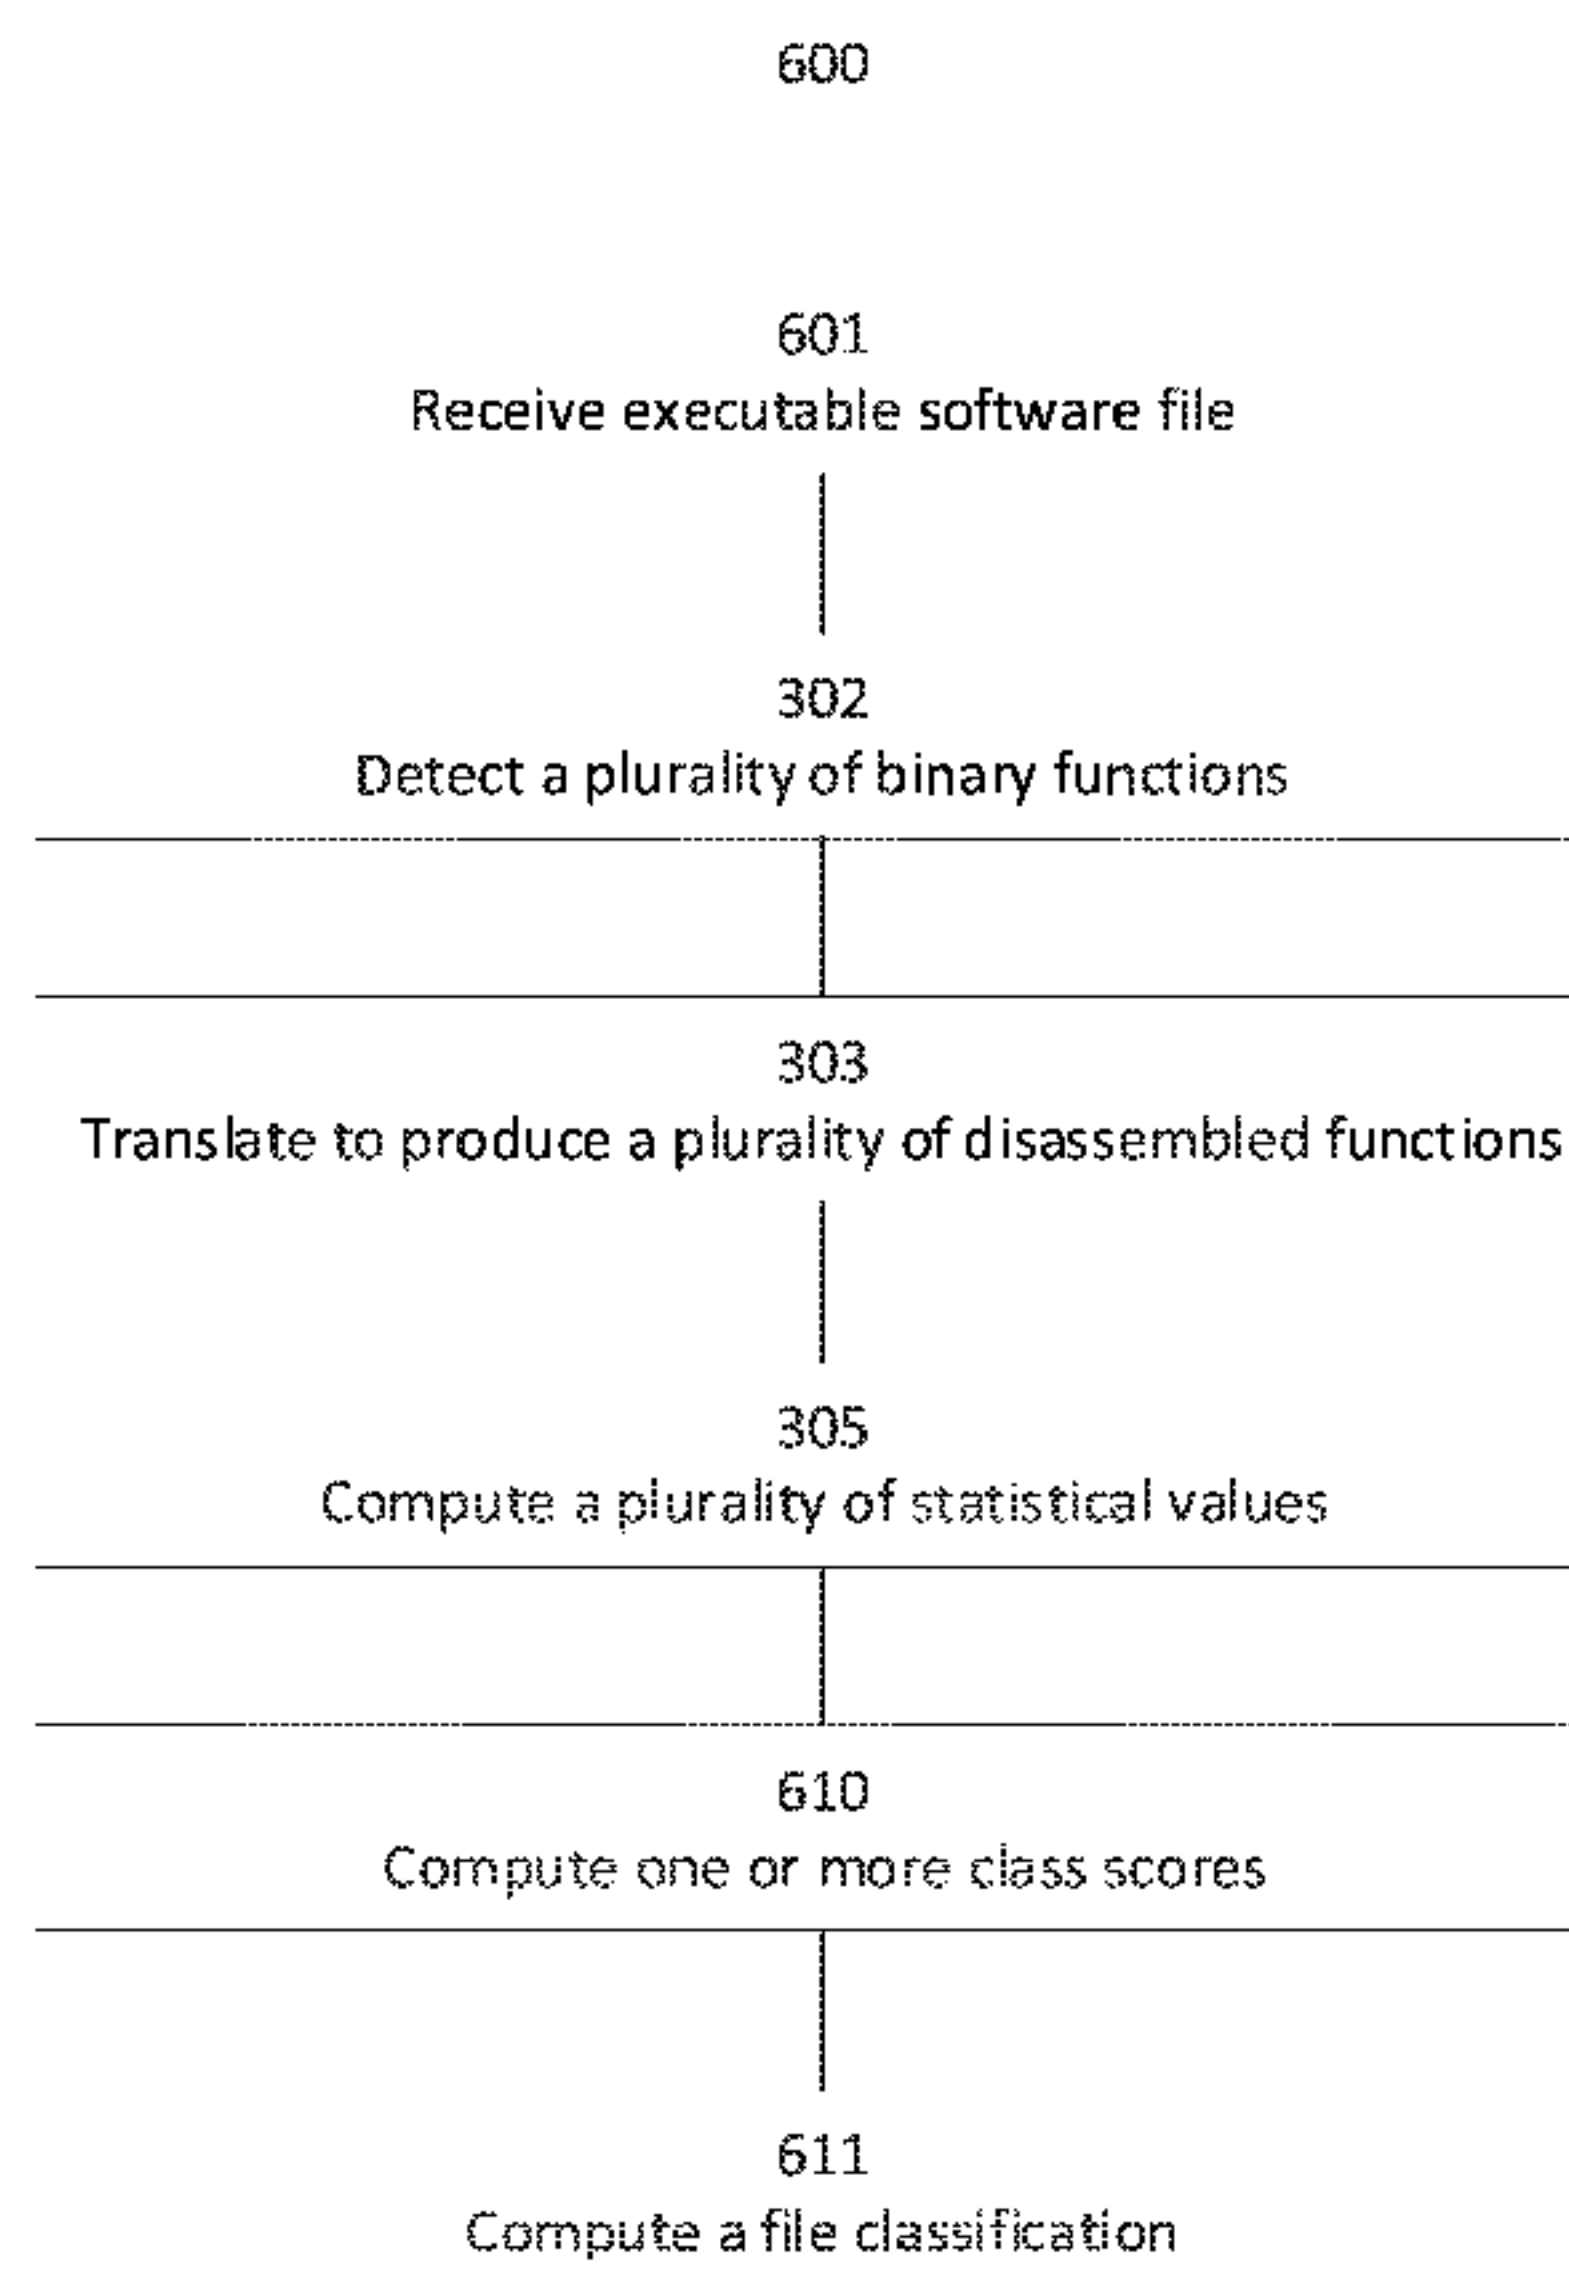 600
601
Receive executable software file
302
Detect a plurality of binary functions
303
Translate to produce a plurality of disassembled functions
305
Compute a plurality of statistical values
610
Compute one or more class scores
611
Compute a file classification